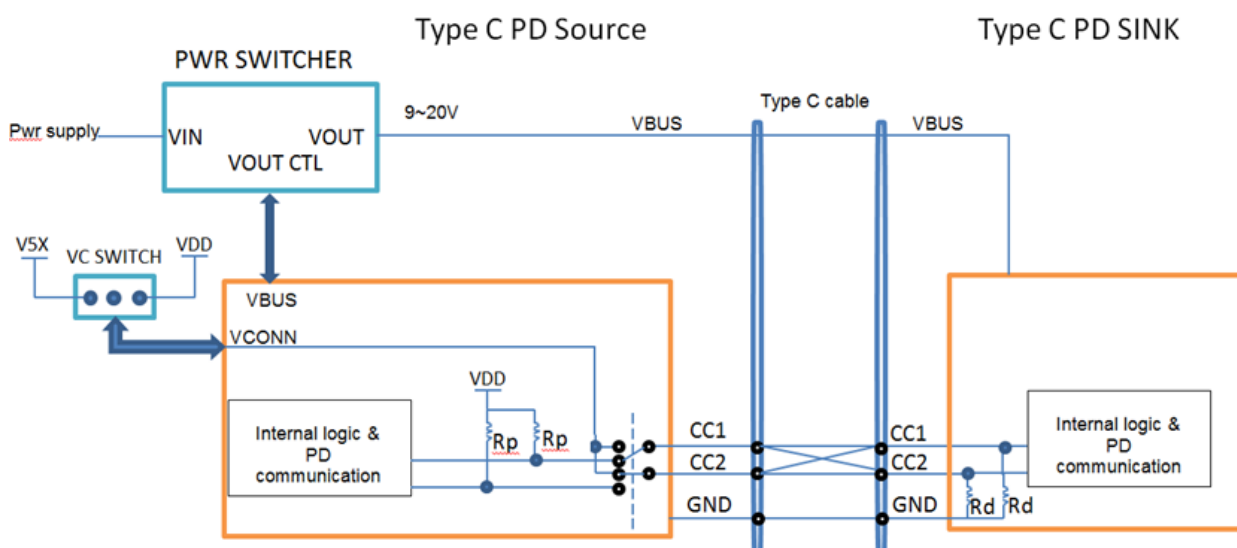 Type C PD Source
Type C PD SINK
PWR SWITCHER
Pwr supply
VIN
VOUT
VOUT CTL
9~20V
VBUS
Type C cable
VBUS
V5X
VC SWITCH
VDD
VBUS
VCONN
VDD
Rp
Rp
Internal logic &
PD
communication
CC1
CC2
GND
CC1
CC2
GND
Rd
Rd
Internal logic &
PD
communication